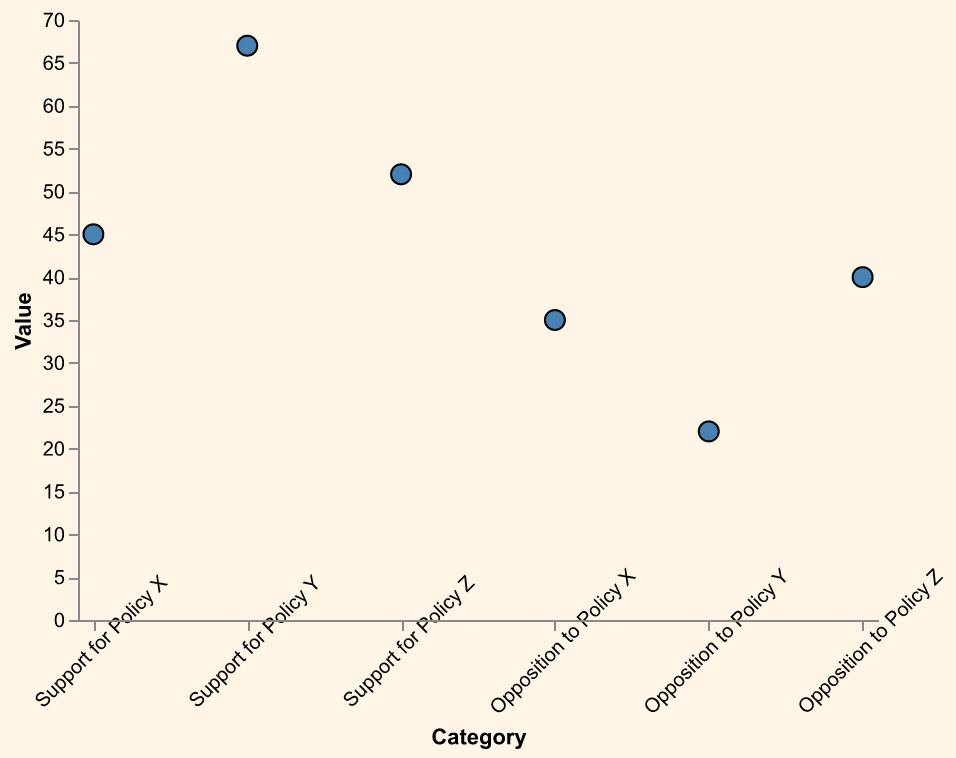 70
65
60
55
50
45
40
35
30
25
20
15
10
5
0
Value
Support for Policy X
Support for Policy Y
Support for Policy Z
Opposition to Policy X
Opposition to Policy Y
Opposition to Policy Z
Category